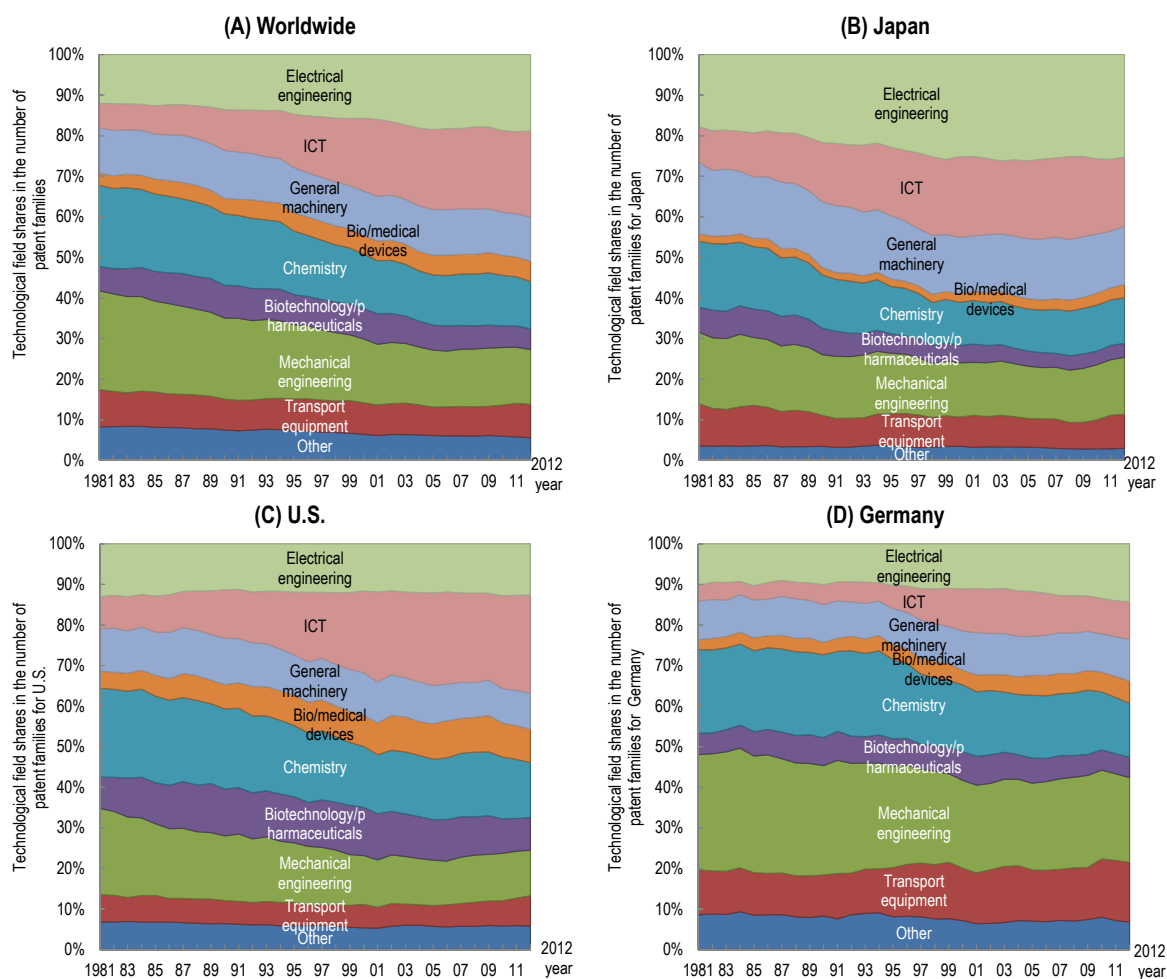 (A) Worldwide
Technological field shares in the number of
patent families
100%
90%
80%
70%
60%
50%
40%
30%
20%
10%
0%
Electrical
engineering
ICT
General
machinery
Bio/medical
devices
Chemistry
Biotechnology/p
harmaceuticals
Mechanical
engineering
Transport
equipment
Other
1981 83 85 87 89 91 93 95 97 99 01 03 05 07 09 11
2012
year
(B) Japan
Technological field shares in the number of
patent families for Japan
100%
90%
80%
70%
60%
50%
40%
30%
20%
10%
0%
Electrical
engineering
ICT
General
machinery
Bio/medical
devices
Chemistry
Biotechnology/p
harmaceuticals
Mechanical
engineering
Transport
equipment
Other
1981 83 85 87 89 91 93 95 97 99 01 03 05 07 09 11
2012
year
(C) U.S.
Technological field shares in the number of
patent families for U.S.
100%
90%
80%
70%
60%
50%
40%
30%
20%
10%
0%
Electrical
engineering
ICT
General
machinery
Bio/medical
devices
Chemistry
Biotechnology/p
harmaceuticals
Mechanical
engineering
Transport
equipment
Other
1981 83 85 87 89 91 93 95 97 99 01 03 05 07 09 11
2012
year
(D) Germany
Technological field shares in the number of
patent families for Germany
100%
90%
80%
70%
60%
50%
40%
30%
20%
10%
0%
Electrical
engineering
ICT
General
machinery
Bio/medical
devices
Chemistry
Biotechnology/p
harmaceuticals
Mechanical
engineering
Transport
equipment
Other
1981 83 85 87 89 91 93 95 97 99 01 03 05 07 09 11
2012
year